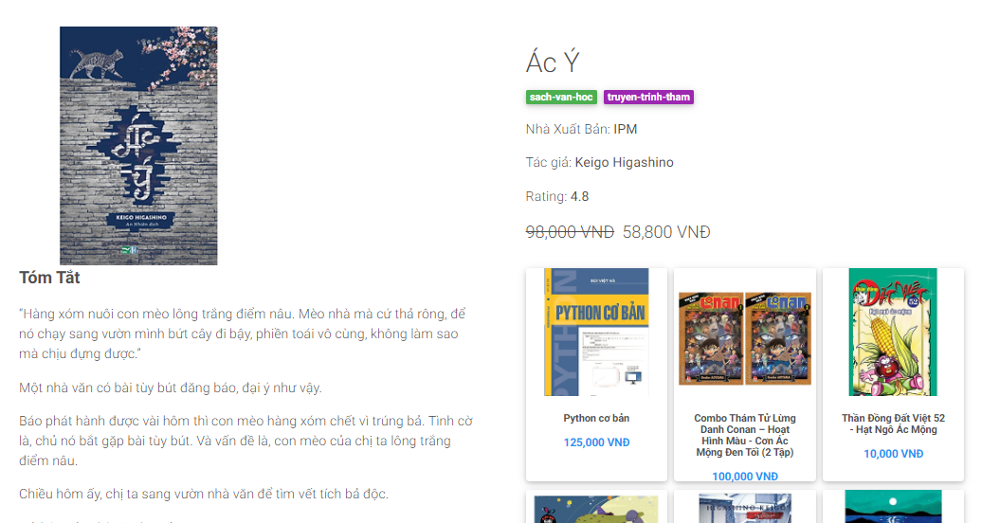 Ác
Ý
KEIGO HIGASHINO
An Nhiên dịch
Tóm Tắt
“Hàng xóm nuôi con mèo lông trắng điểm nâu. Mèo nhà mà cứ thả rông, để
nó chạy sang vườn mình bứt cây đi bậy, phiền toái vô cùng, không làm sao
mà chịu đựng được.”
Một nhà văn có bài tùy bút đăng báo, đại ý như vậy.
Báo phát hành được vài hôm thì con mèo hàng xóm chết vì trúng bả. Tình cờ
là, chủ nó bắt gặp bài tùy bút. Và vấn đề là, con mèo của chị ta lông trắng
điểm nâu.
Chiều hôm ấy, chị ta sang vườn nhà văn để tìm vết tích bả độc.
Ác Ý
sach-van-hoc truyen-trinh-tham
Nhà Xuất Bản: IPM
Tác giả: Keigo Higashino
Rating: 4.8
98,000 VNĐ 58,800 VNĐ
BÙI VIỆT HÀ
PYTHON CƠ BẢN
PYTHON
Python cơ bản
125,000 VNĐ
Conan
Conan
Combo Thám Tử Lừng
Danh Conan – Hoạt
Hình Màu - Cơn Ác
Mộng Đen Tối (2 Tập)
100,000 VNĐ
ĐẤT VIỆT
52
Thần Đồng Đất Việt 52
- Hạt Ngô Ác Mộng
10,000 VNĐ
HIGASHINO KEIGO